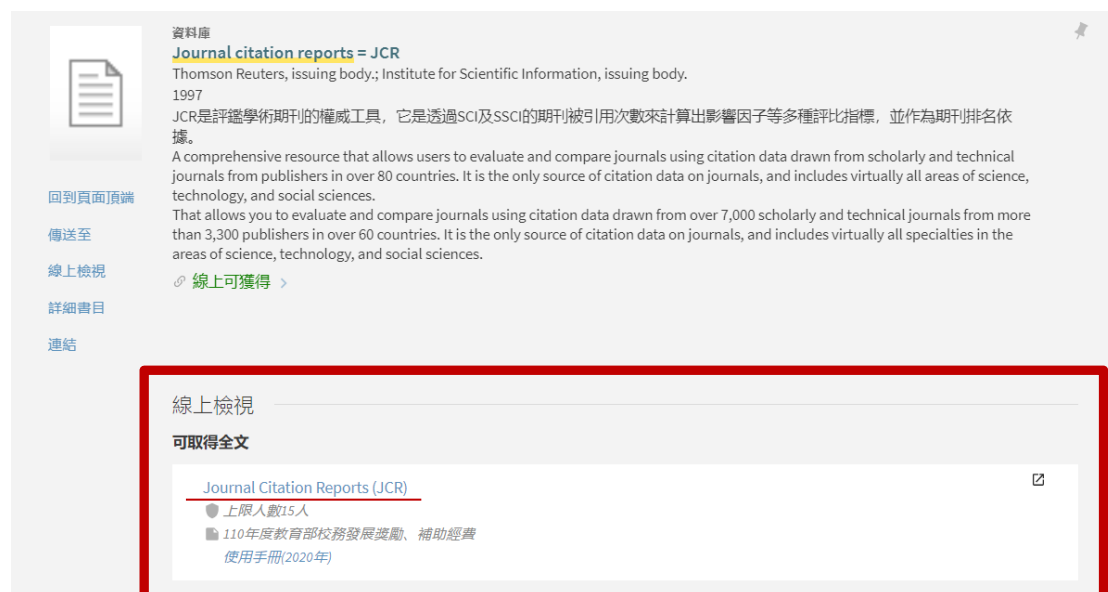 資料庫
Journal citation reports = JCR
Thomson Reuters, issuing body.; Institute for Scientific Information, issuing body.
1997
JCR是評鑑學術期刊的權威工具，它是透過SCI及SSCI的期刊被引用次數來計算出影響因子等多種評比指標，並作為期刊排名依
據。
A comprehensive resource that allows users to evaluate and compare journals using citation data drawn from scholarly and technical
journals from publishers in over 80 countries. It is the only source of citation data on journals, and includes virtually all areas of science,
technology, and social sciences.
That allows you to evaluate and compare journals using citation data drawn from over 7,000 scholarly and technical journals from more
than 3,300 publishers in over 60 countries. It is the only source of citation data on journals, and includes virtually all specialties in the
areas of science, technology, and social sciences.
線上可獲得
回到頁面頂端
傳送至
線上檢視
詳細書目
連結
線上檢視
可取得全文
Journal Citation Reports (JCR)
上限人數15人
110年度教育部校務發展獎勵、補助經費
使用手冊(2020年)